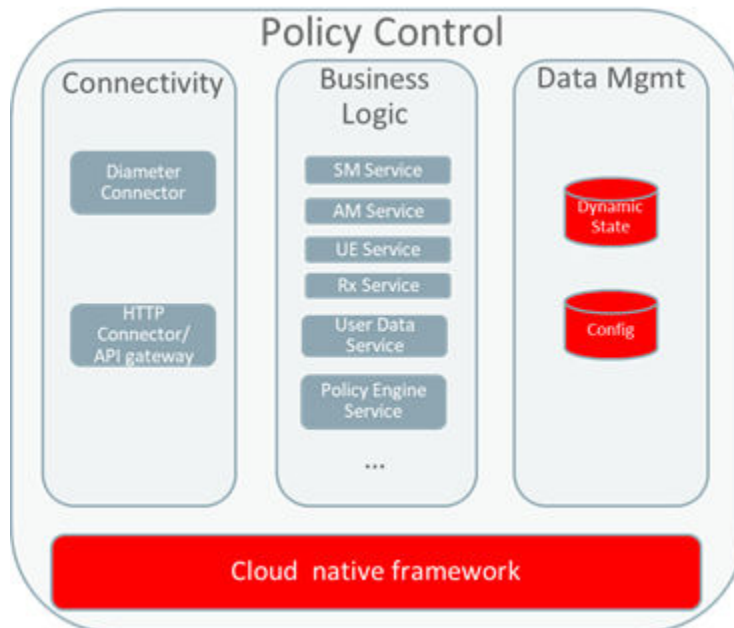 Policy Control
Connectivity
Diameter
Connector
HTTP
Connector/
API gateway
Business
Logic
SM Service
AM Service
UE Service
Rx Service
User Data
Service
Policy Engine
Service
...
Data Mgmt
Dynamic
State
Config
Cloud native framework